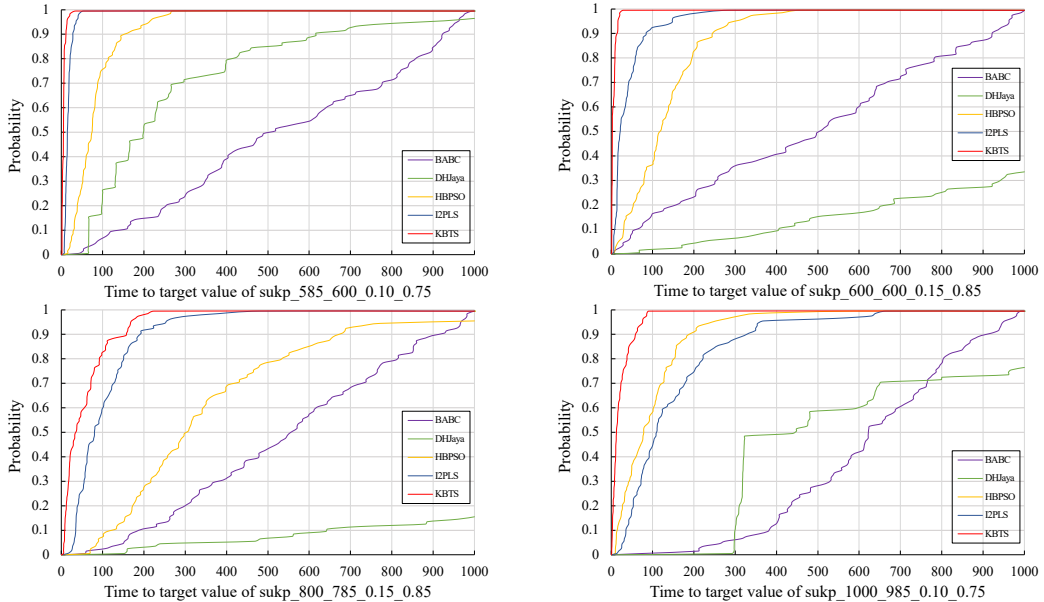 1
0.9
0.8
0.7
0.6
0.5
0.4
0.3
0.2
0.1
0
Probability
0 100 200 300 400 500 600 700 800 900 1000
Time to target value of sukp_585_600_0.10_0.75
BABC
DHJaya
HBPSO
I2PLS
KBTS
1
0.9
0.8
0.7
0.6
0.5
0.4
0.3
0.2
0.1
0
Probability
0 100 200 300 400 500 600 700 800 900 1000
Time to target value of sukp_600_600_0.15_0.85
BABC
DHJaya
HBPSO
I2PLS
KBTS
1
0.9
0.8
0.7
0.6
0.5
0.4
0.3
0.2
0.1
0
Probability
0 100 200 300 400 500 600 700 800 900 1000
Time to target value of sukp_800_785_0.15_0.85
BABC
DHJaya
HBPSO
I2PLS
KBTS
1
0.9
0.8
0.7
0.6
0.5
0.4
0.3
0.2
0.1
0
Probability
0 100 200 300 400 500 600 700 800 900 1000
Time to target value of sukp_1000_985_0.10_0.75
BABC
DHJaya
HBPSO
I2PLS
KBTS